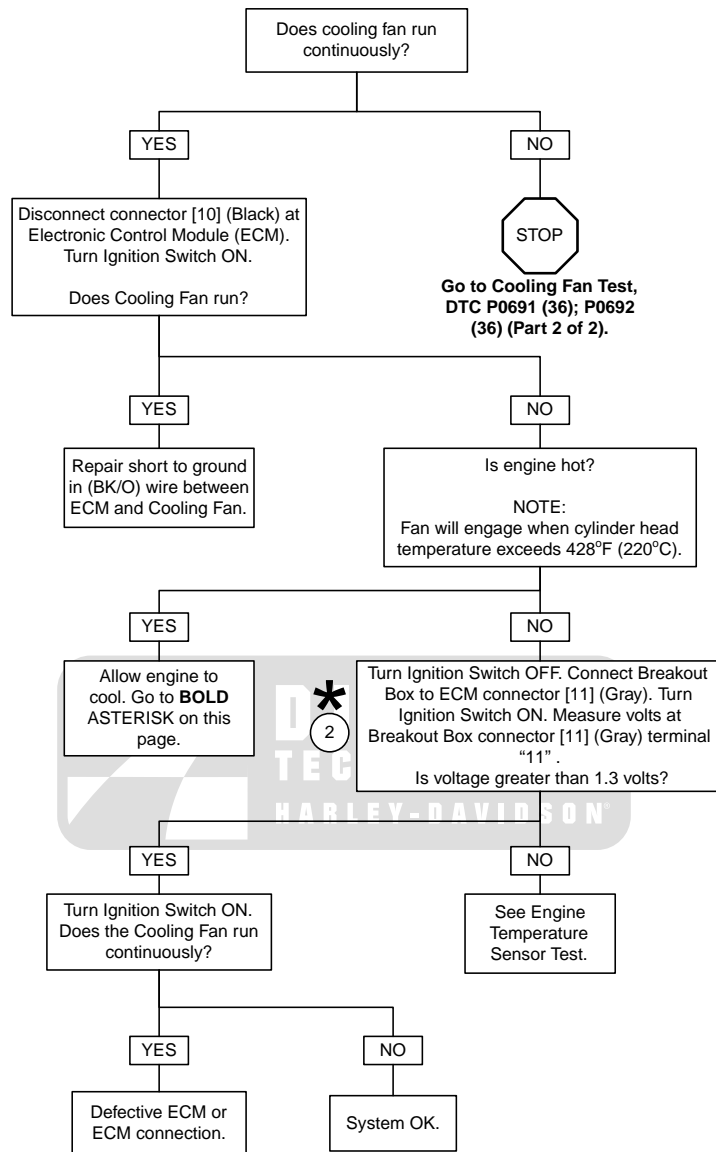 Does cooling fan run
continuously?
YES
NO
Disconnect connector [10] (Black) at
Electronic Control Module (ECM).
Turn Ignition Switch ON.
Does Cooling Fan run?
STOP
Go to Cooling Fan Test,
DTC P0691 (36); P0692
(36) (Part 2 of 2).
YES
NO
Repair short to ground
in (BK/O) wire between
ECM and Cooling Fan.
Is engine hot?
NOTE:
Fan will engage when cylinder head
temperature exceeds 428°F (220°C).
YES
NO
Allow engine to
cool. Go to BOLD
ASTERISK on this
page.
*
2
Turn Ignition Switch OFF. Connect Breakout
Box to ECM connector [11] (Gray). Turn
Ignition Switch ON. Measure volts at
Breakout Box connector [11] (Gray) terminal
“11” .
Is voltage greater than 1.3 volts?
HARLEY-DAVIDSON®
YES
NO
Turn Ignition Switch ON.
Does the Cooling Fan run
continuously?
See Engine
Temperature
Sensor Test.
YES
NO
Defective ECM or
ECM connection.
System OK.